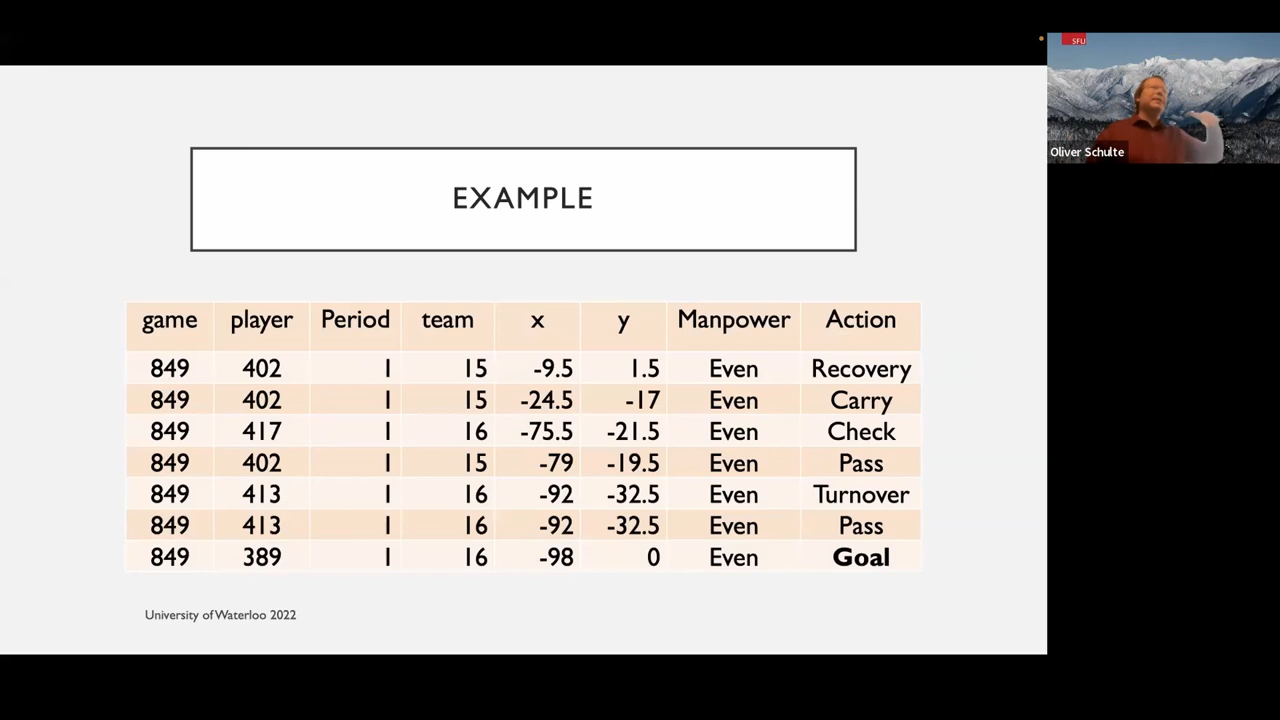 SFU
Oliver Schulte
EXAMPLE
game player Period team x y Manpower Action
849 402 1 15 -9.5 1.5 Even Recovery
849 402 1 15 -24.5 -17 Even Carry
849 417 1 16 -75.5 -21.5 Even Check
849 402 1 15 -79 -19.5 Even Pass
849 413 1 16 -92 -32.5 Even Turnover
849 413 1 16 -92 -32.5 Even Pass
849 389 1 16 -98 0 Even Goal
University of Waterloo 2022